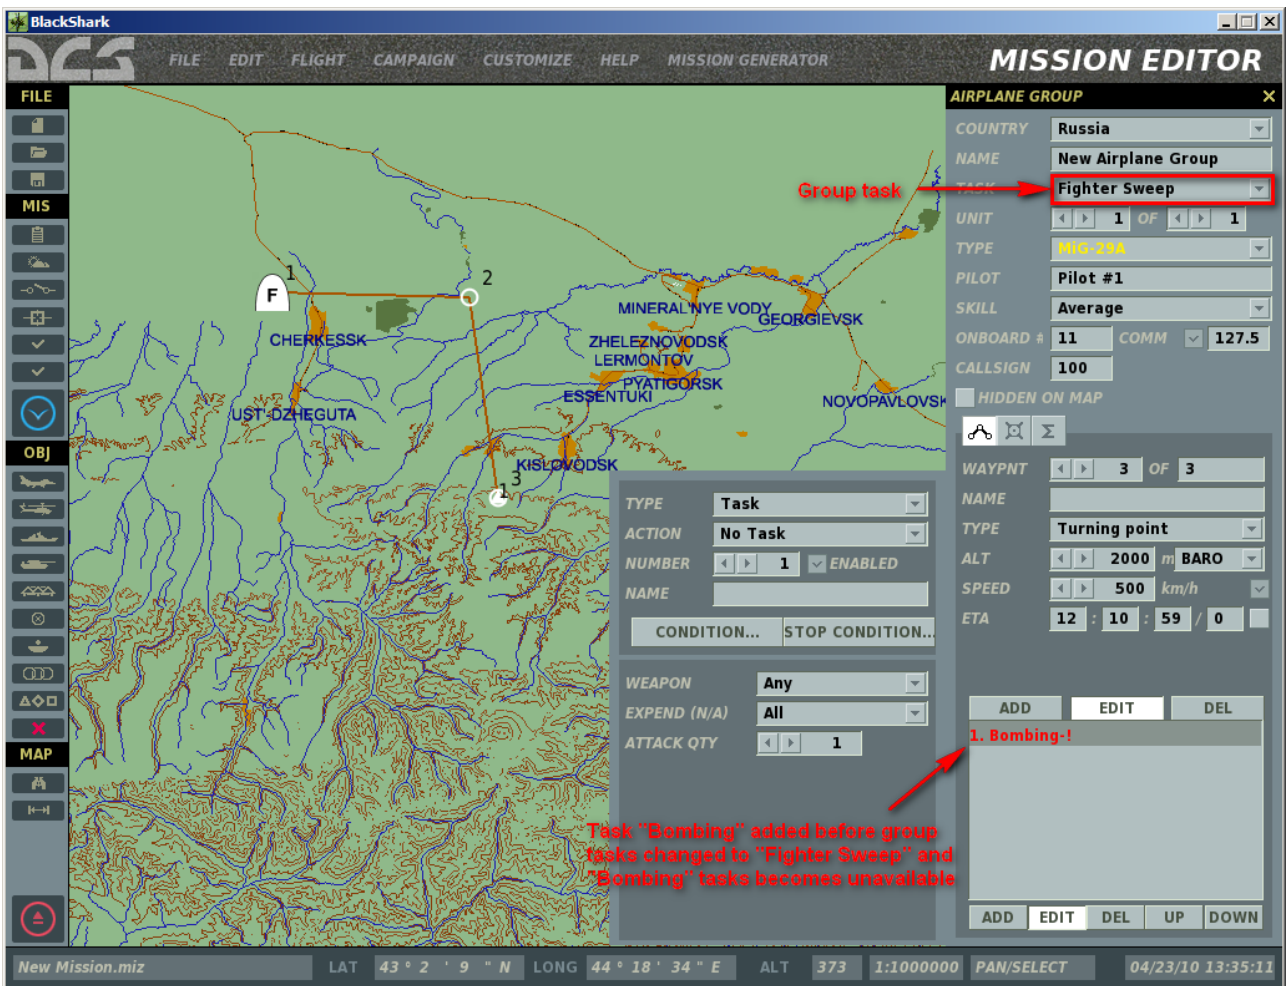 BlackShark
DCS FILE EDIT FLIGHT CAMPAIGN CUSTOMIZE HELP MISSION GENERATOR MISSION EDITOR
FILE
MIS
OBJ
MAP
1
2
F
3
1
CHERKESSK
UST'-DZHEGUTA
MINERAL'NYE VODY
GEORGIEVSK
ZHELEZNOVODSK
LERMONTOV
PYATIGORSK
ESSENTUKI
NOVOPAVLOVSK
KISLOVODSK
Group task
AIRPLANE GROUP
COUNTRY Russia
NAME New Airplane Group
TASK Fighter Sweep
UNIT 1 OF 1
TYPE MiG-29A
PILOT Pilot #1
SKILL Average
ONBOARD # 11 COMM 127.5
CALLSIGN 100
HIDDEN ON MAP
Σ
WAYPNT 3 OF 3
NAME
TYPE Turning point
ALT 2000 m BARO
SPEED 500 km/h
ETA 12 : 10 : 59 / 0
ADD EDIT DEL
1. Bombing-!
ADD EDIT DEL UP DOWN
TYPE Task
ACTION No Task
NUMBER 1 ENABLED
NAME
CONDITION... STOP CONDITION...
WEAPON Any
EXPEND (N/A) All
ATTACK QTY 1
Task "Bombing" added before group
tasks changed to "Fighter Sweep" and
"Bombing" tasks becomes unavailable
New Mission.miz LAT 43 ° 2 ' 9 " N LONG 44 ° 18 ' 34 " E ALT 373 1:1000000 PAN/SELECT 04/23/10 13:35:11